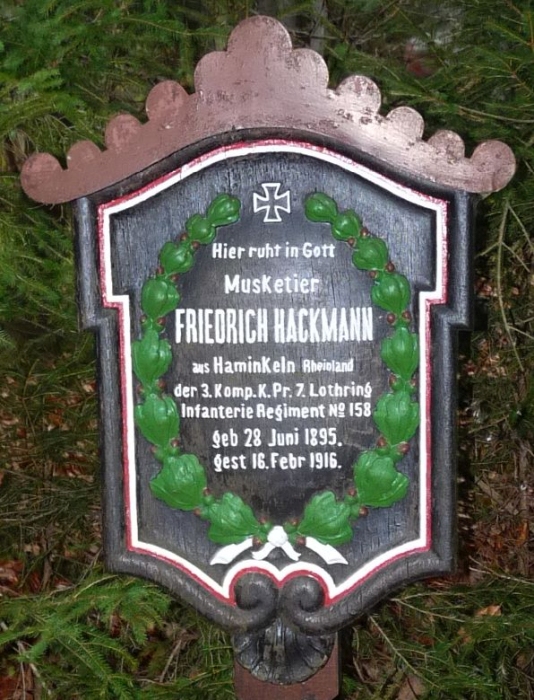 Hier ruht in Gott
Musketier
FRIEDRICH HACKMANN
aus Haminkeln Rheinland
der 3. Komp. K. Pr. 7. Lothring
Infanterie Regiment No 158
geb 28 Juni 1895.
gest 16. Febr 1916.